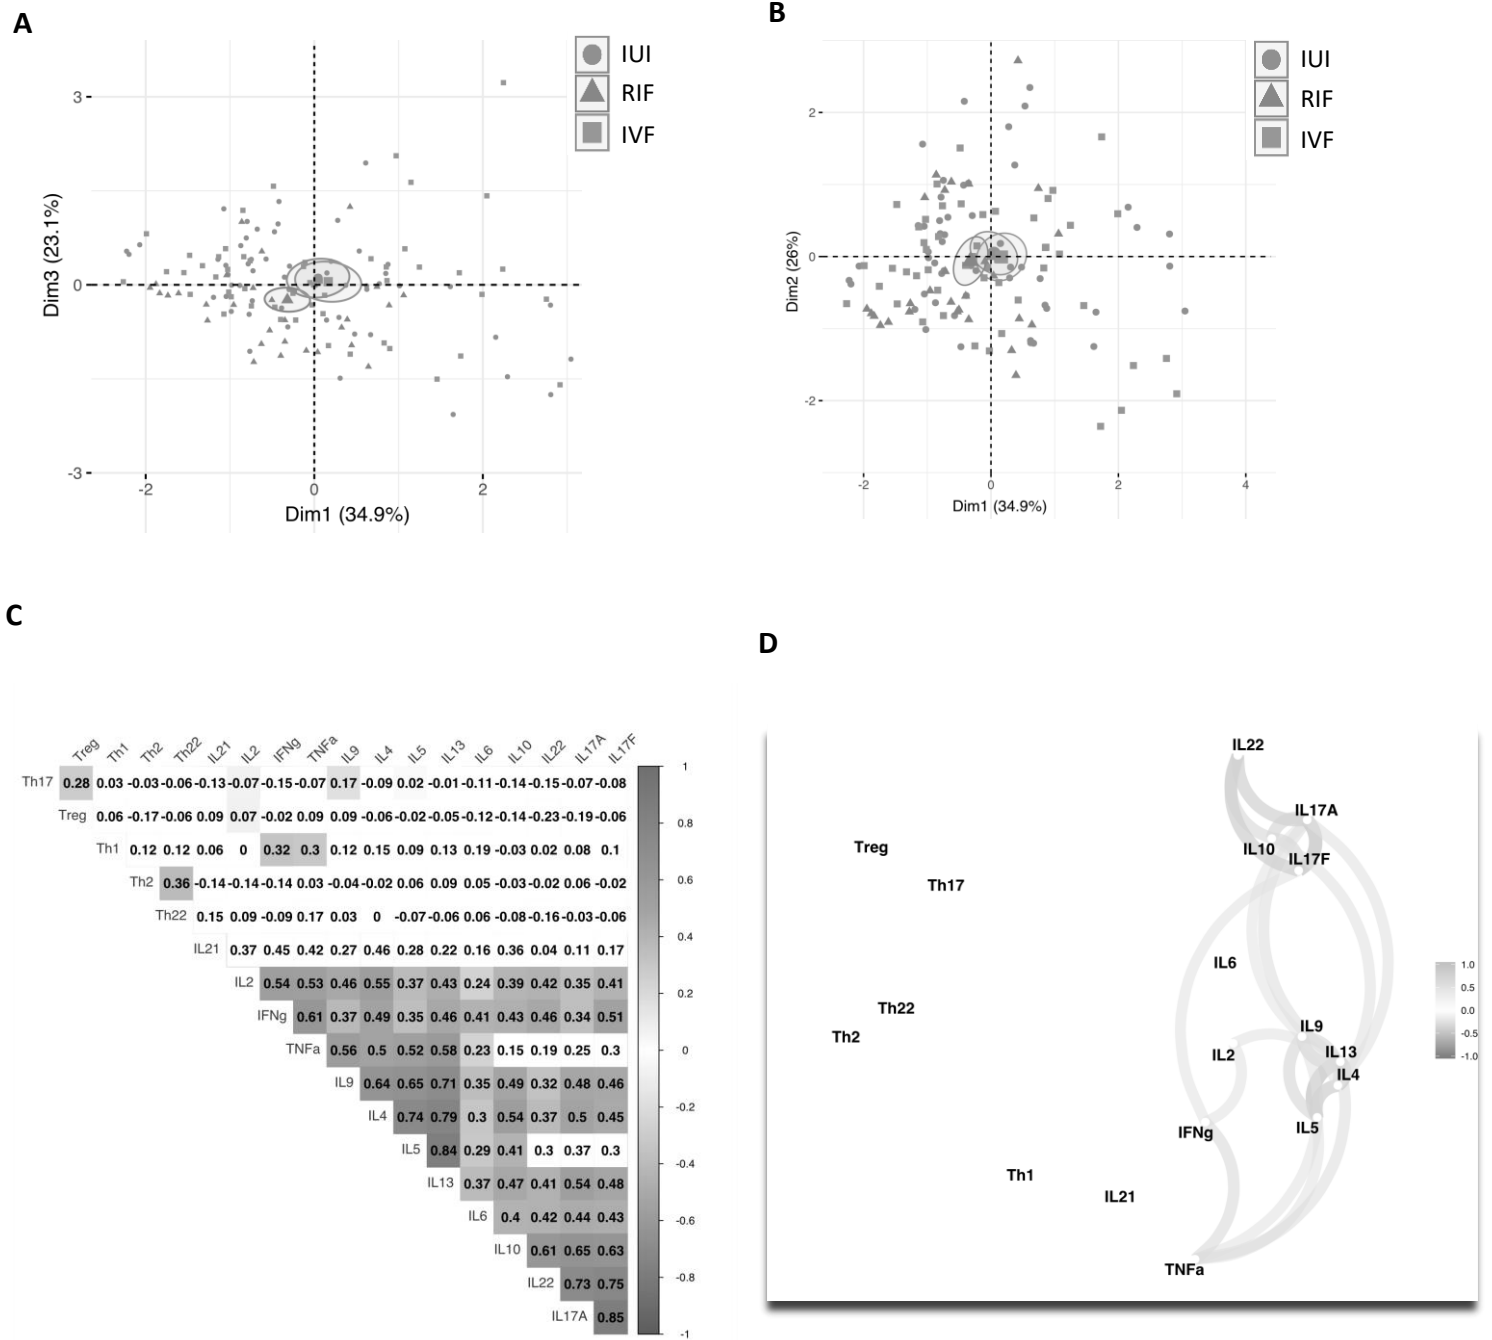 A
IUI
RIF
IVF
3
0
-3
-2
0
2
Dim3 (23.1%)
Dim1 (34.9%)
B
IUI
RIF
IVF
2
0
-2
-2
0
2
4
Dim2 (26%)
Dim1 (34.9%)
C
Treg Th1 Th2 Th22 IL21 IL2 IFNg TNFa IL9 IL4 IL5 IL13 IL6 IL10 IL22 IL17A IL17F
Th17 0.28 0.03 -0.03 -0.06 -0.13 -0.07 -0.15 -0.07 0.17 -0.09 0.02 -0.01 -0.11 -0.14 -0.15 -0.07 -0.08
Treg 0.06 -0.17 -0.06 0.09 0.07 -0.02 0.09 0.09 -0.06 -0.02 -0.05 -0.12 -0.14 -0.23 -0.19 -0.06
Th1 0.12 0.12 0.06 0 0.32 0.3 0.12 0.15 0.09 0.13 0.19 -0.03 0.02 0.08 0.1
Th2 0.36 -0.14 -0.14 -0.14 0.03 -0.04 -0.02 0.06 0.09 0.05 -0.03 -0.02 0.06 -0.02
Th22 0.15 0.09 -0.09 0.17 0.03 0 -0.07 -0.06 0.06 -0.08 -0.16 -0.03 -0.06
IL21 0.37 0.45 0.42 0.27 0.46 0.28 0.22 0.16 0.36 0.04 0.11 0.17
IL2 0.54 0.53 0.46 0.55 0.37 0.43 0.24 0.39 0.42 0.35 0.41
IFNg 0.61 0.37 0.49 0.35 0.46 0.41 0.43 0.46 0.34 0.51
TNFa 0.56 0.5 0.52 0.58 0.23 0.15 0.19 0.25 0.3
IL9 0.64 0.65 0.71 0.35 0.49 0.32 0.48 0.46
IL4 0.74 0.79 0.3 0.54 0.37 0.5 0.45
IL5 0.84 0.29 0.41 0.3 0.37 0.3
IL13 0.37 0.47 0.41 0.54 0.48
IL6 0.4 0.42 0.44 0.43
IL10 0.61 0.65 0.63
IL22 0.73 0.75
IL17A 0.85
1
0.8
0.6
0.4
0.2
0
-0.2
-0.4
-0.6
-0.8
-1
D
IL22
IL17A
IL10
IL17F
Treg
Th17
IL6
Th22
Th2
IL9
IL2
IL13
IL4
IL5
IFNg
Th1
IL21
TNFa
1.0
0.5
0.0
-0.5
-1.0